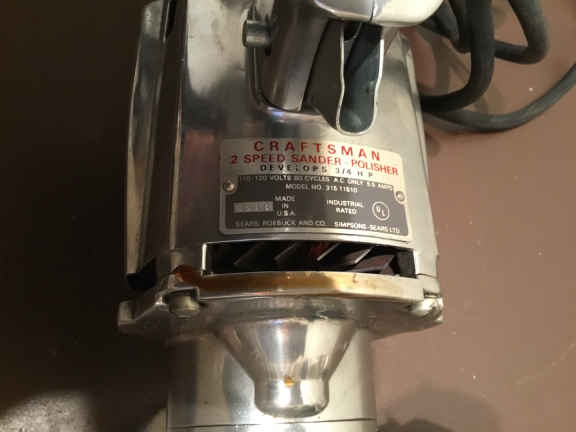 CRAFTSMAN
2 SPEED SANDER - POLISHER
DEVELOPS 3/4 H P
110-120 VOLTS 60 CYCLES A.C. ONLY 5.5 AMPS
MODEL NO. 315 11610
MADE IN U.S.A.
INDUSTRIAL RATED
UL
SEARS, ROEBUCK AND CO. SIMPSONS-SEARS LTD.